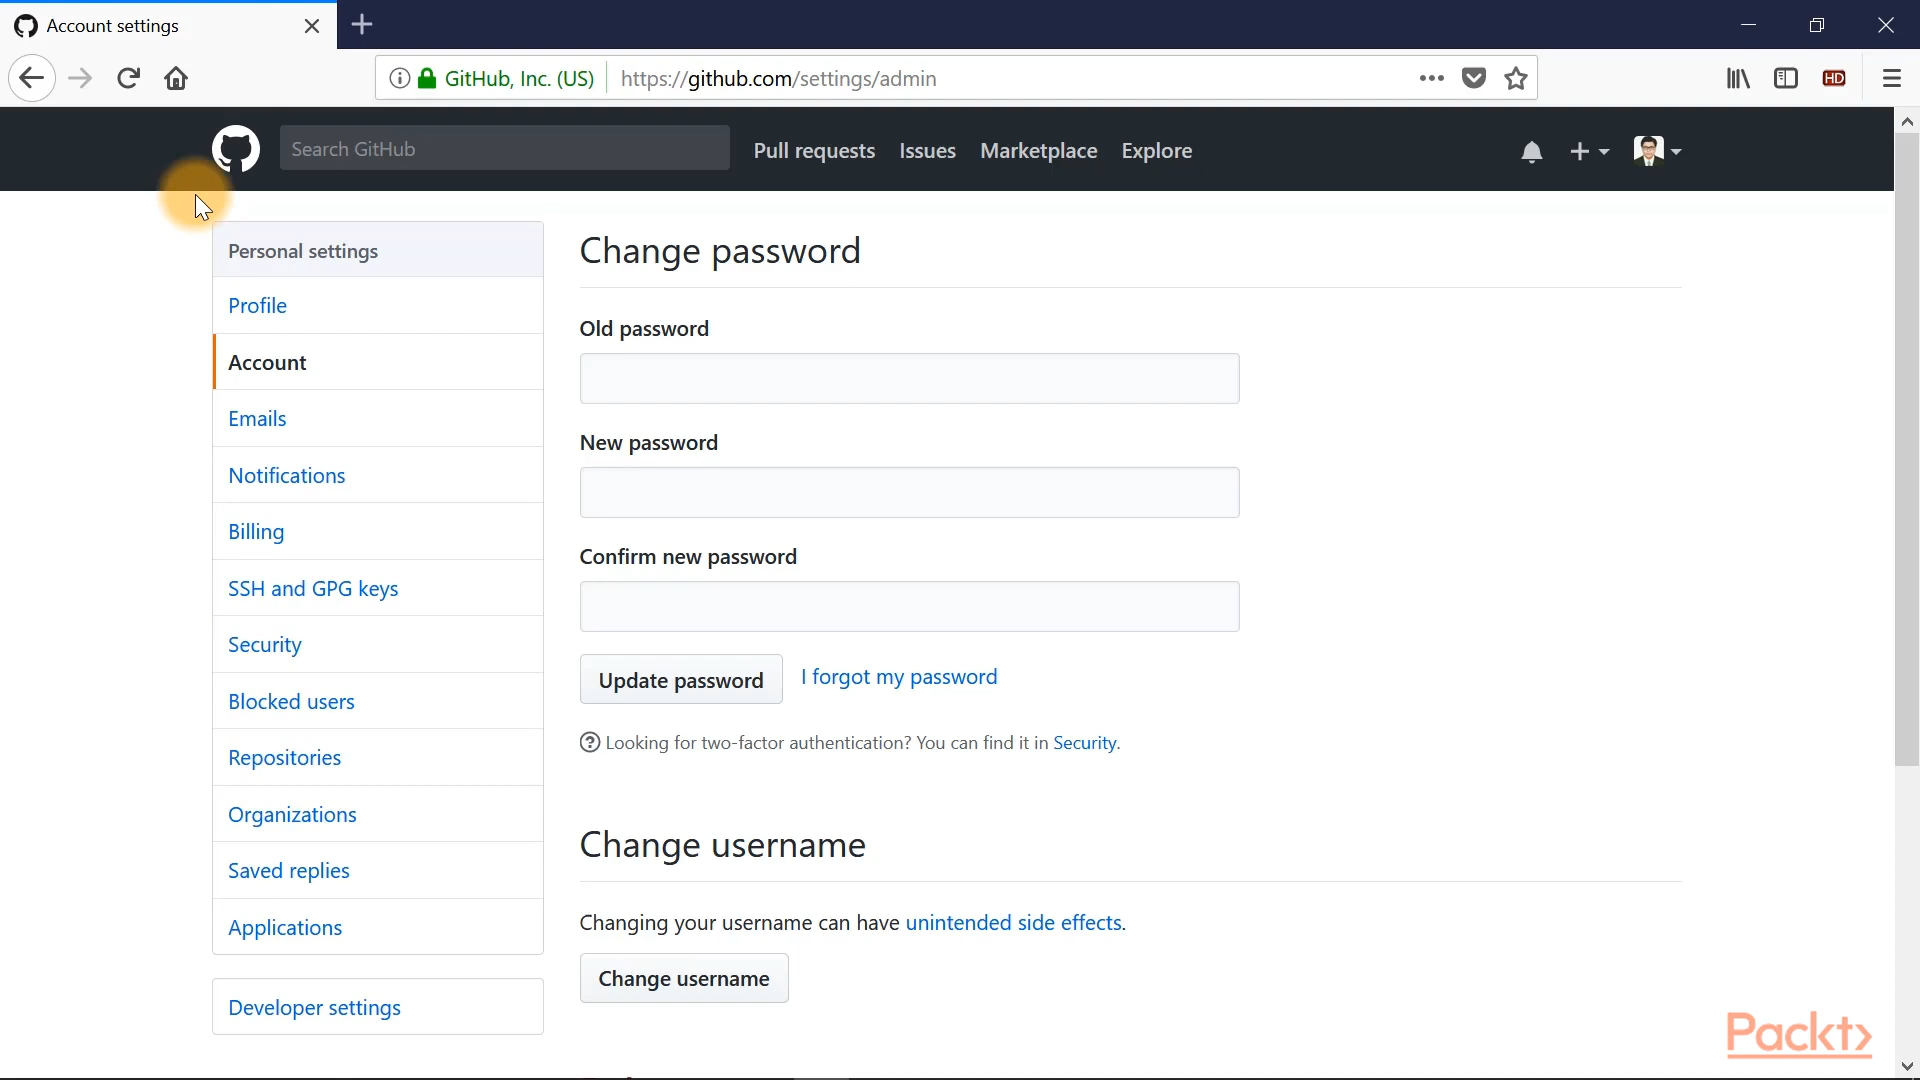 Account settings
GitHub, Inc. (US) https://github.com/settings/admin
HD
Search GitHub
Pull requests Issues Marketplace Explore
Personal settings
Profile
Account
Emails
Notifications
Billing
SSH and GPG keys
Security
Blocked users
Repositories
Organizations
Saved replies
Applications
Developer settings
Change password
Old password
New password
Confirm new password
Update password I forgot my password
Looking for two-factor authentication? You can find it in Security.
Change username
Changing your username can have unintended side effects.
Change username
Packt>